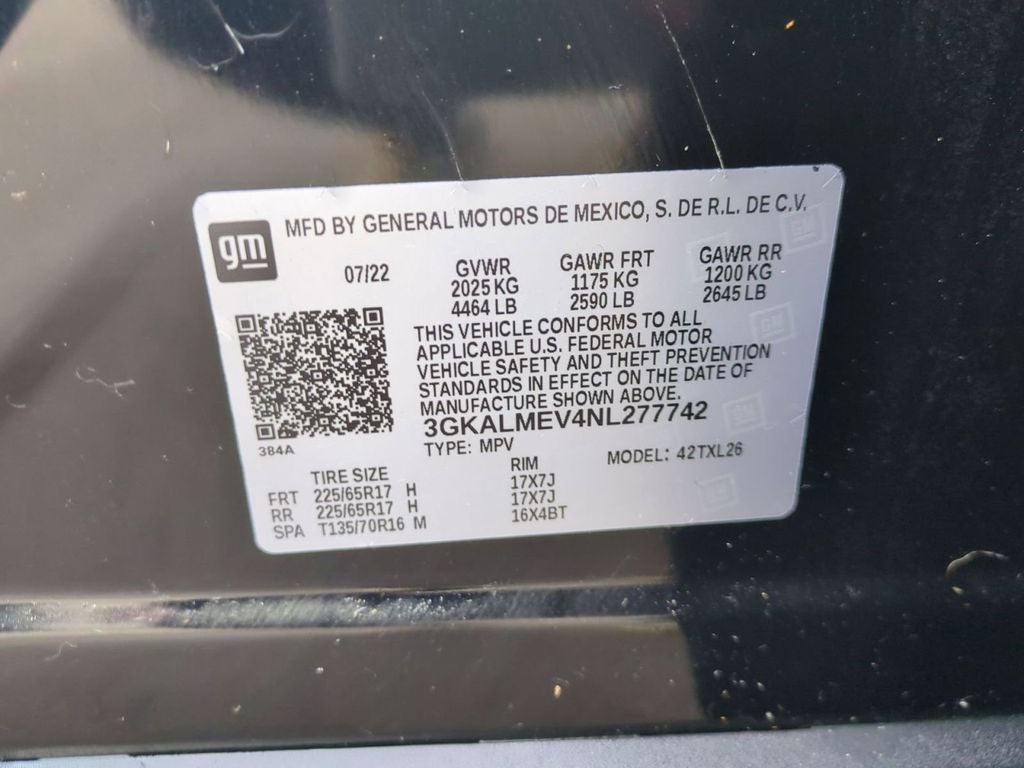 gm
MFD BY GENERAL MOTORS DE MEXICO, S. DE R.L. DE C.V.
07/22
GVWR GAWR FRT GAWR RR
2025 KG 1175 KG 1200 KG
4464 LB 2590 LB 2645 LB
THIS VEHICLE CONFORMS TO ALL
APPLICABLE U.S. FEDERAL MOTOR
VEHICLE SAFETY AND THEFT PREVENTION
STANDARDS IN EFFECT ON THE DATE OF
MANUFACTURE SHOWN ABOVE.
3GKALMEV4NL277742
TYPE: MPV MODEL: 42TXL26
384A
TIRE SIZE RIM
FRT 225/65R17 H 17X7J
RR 225/65R17 H 17X7J
SPA T135/70R16 M 16X4BT